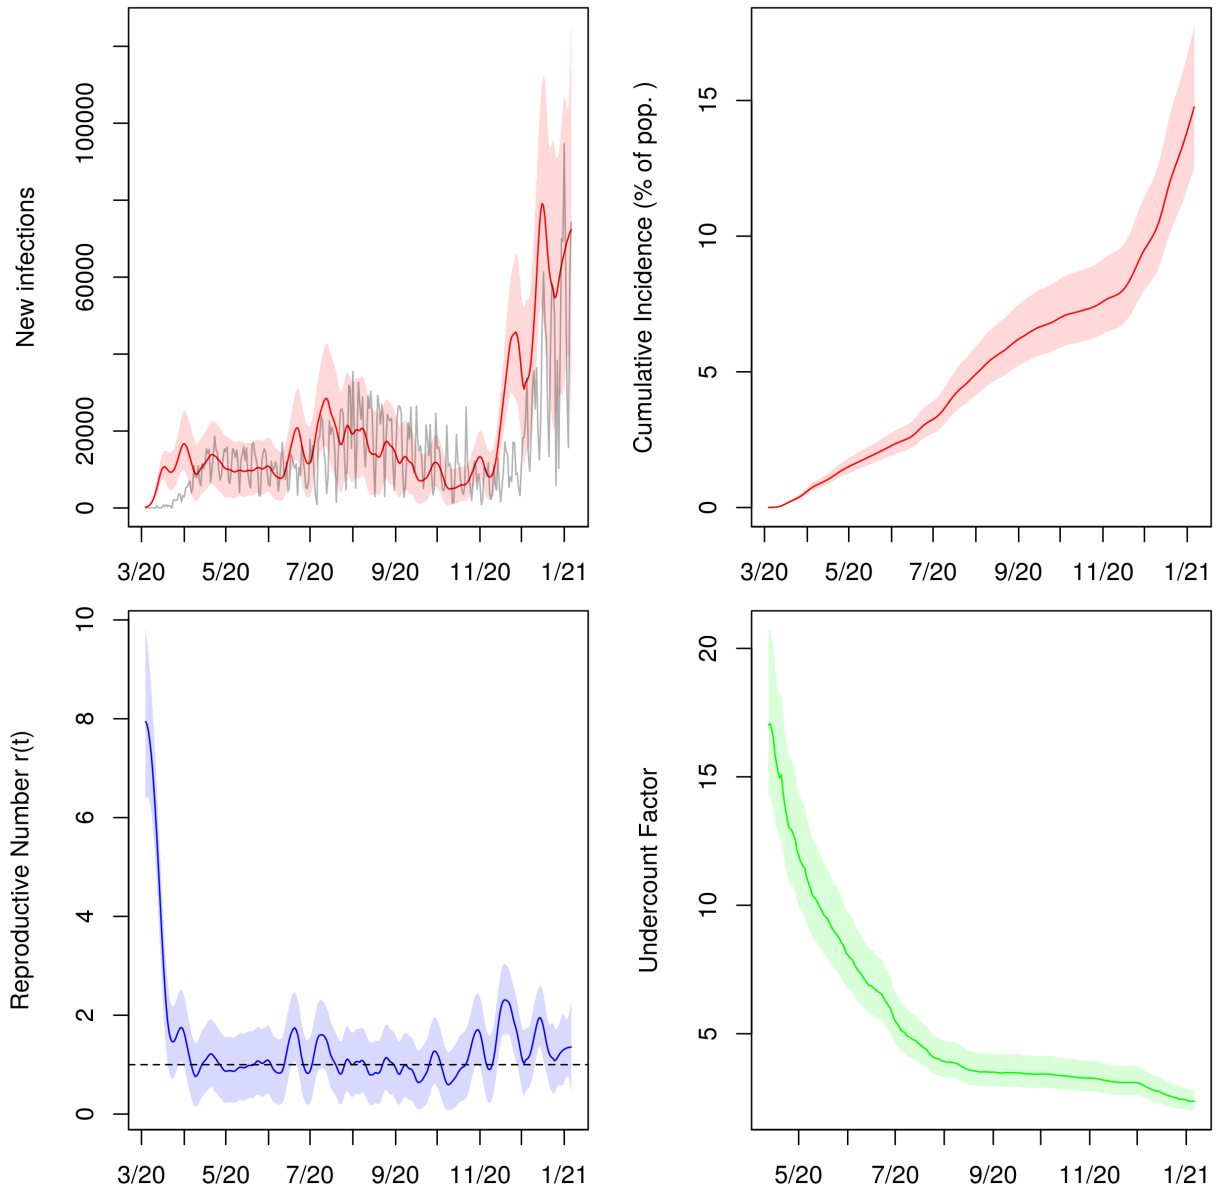 New infections
100000
60000
20000
0
3/20 5/20 7/20 9/20 11/20 1/21
Cumulative Incidence (% of pop. )
15
10
5
0
3/20 5/20 7/20 9/20 11/20 1/21
Reproductive Number r(t)
10
8
6
4
2
0
3/20 5/20 7/20 9/20 11/20 1/21
Undercount Factor
20
15
10
5
5/20 7/20 9/20 11/20 1/21